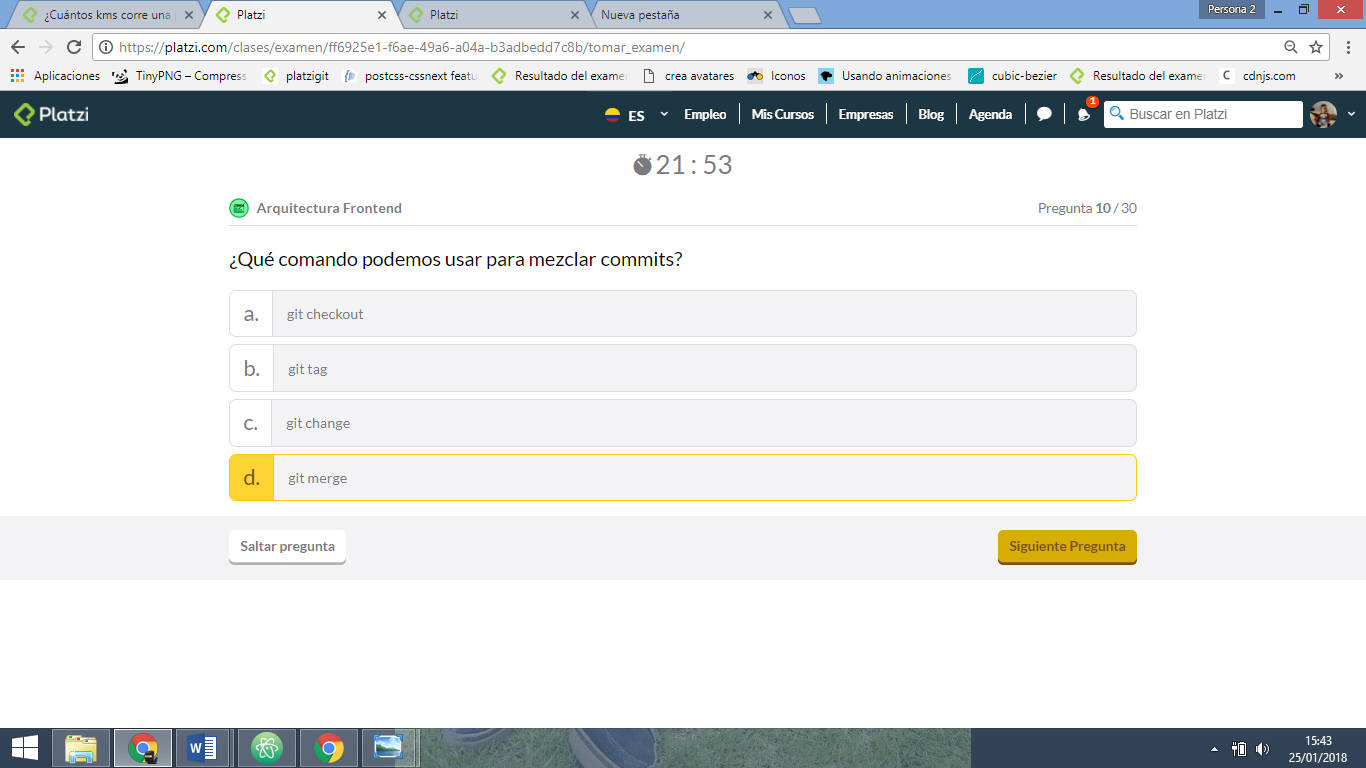 ¿Cuántos kms corre una
Platzi
Platzi
Nueva pestaña
Persona 2
https://platzi.com/clases/examen/ff6925e1-f6ae-49a6-a04a-b3adbedd7c8b/tomar_examen/
Aplicaciones TinyPNG – Compress platzigit postcss-cssnext featu Resultado del exame crea avatares Iconos Usando animaciones cubic-bezier Resultado del exame C cdnjs.com »
Platzi ES Empleo Mis Cursos Empresas Blog Agenda 1 Buscar en Platzi
21 : 53
Arquitectura Frontend Pregunta 10 / 30
¿Qué comando podemos usar para mezclar commits?
a. git checkout
b. git tag
c. git change
d. git merge
Saltar pregunta Siguiente Pregunta
15:43
25/01/2018